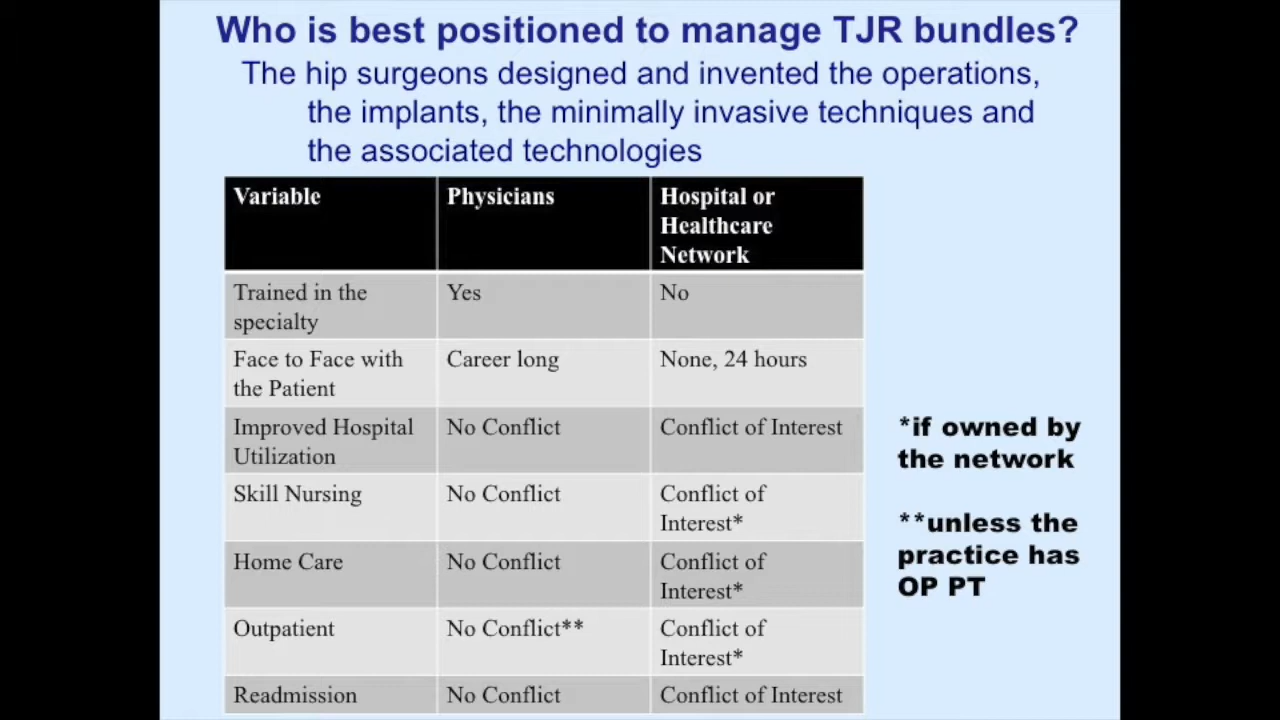 Who is best positioned to manage TJR bundles?
The hip surgeons designed and invented the operations,
the implants, the minimally invasive techniques and
the associated technologies
Variable
Physicians
Hospital or
Healthcare
Network
Trained in the
specialty
Yes
No
Face to Face with
the Patient
Career long
None, 24 hours
Improved Hospital
Utilization
No Conflict
Conflict of Interest
Skill Nursing
No Conflict
Conflict of
Interest*
Home Care
No Conflict
Conflict of
Interest*
Outpatient
No Conflict**
Conflict of
Interest*
Readmission
No Conflict
Conflict of Interest
*if owned by
the network
**unless the
practice has
OP PT